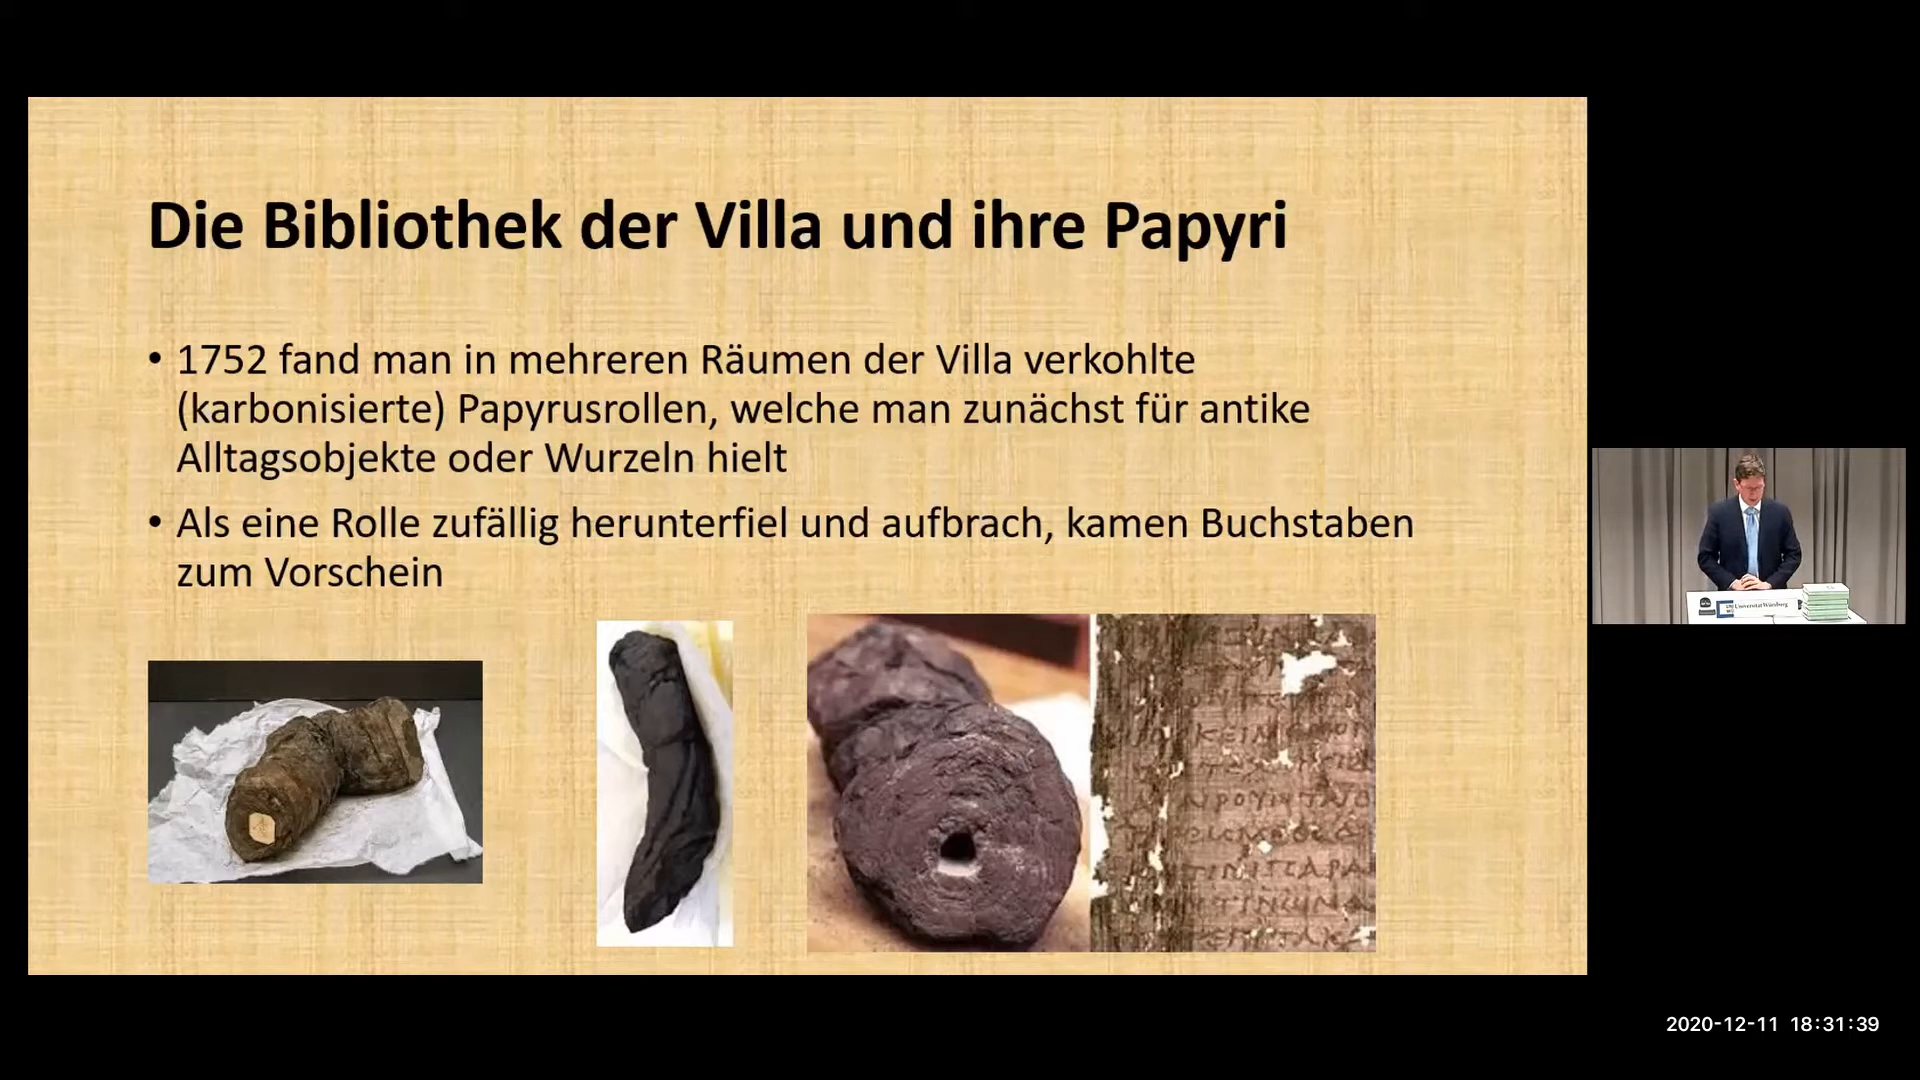 Die Bibliothek der Villa und ihre Papyri
• 1752 fand man in mehreren Räumen der Villa verkohlte
(karbonisierte) Papyrusrollen, welche man zunächst für antike
Alltagsobjekte oder Wurzeln hielt
• Als eine Rolle zufällig herunterfiel und aufbrach, kamen Buchstaben
zum Vorschein
Universität Würzburg
2020-12-11 18:31:39